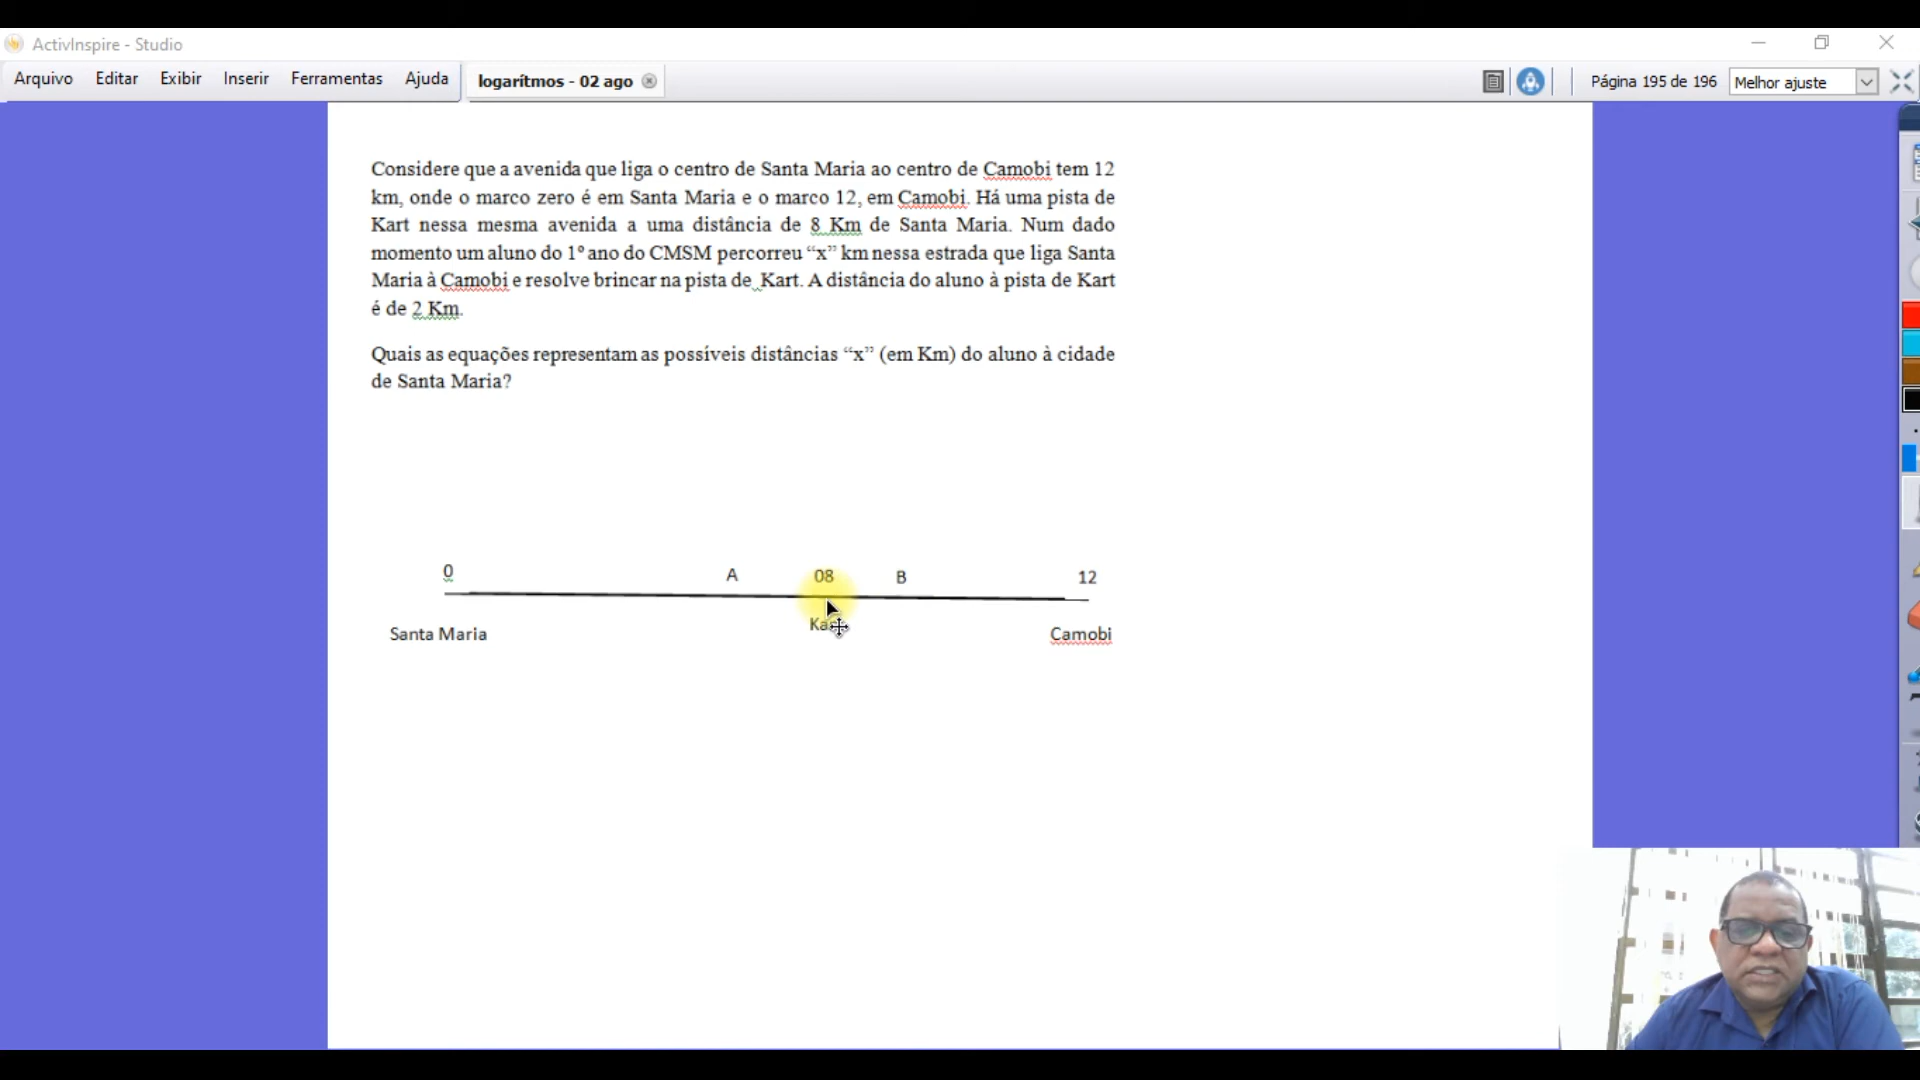 ActivInspire - Studio
Arquivo Editar Exibir Inserir Ferramentas Ajuda logarítmos - 02 ago Página 195 de 196 Melhor ajuste
Considere que a avenida que liga o centro de Santa Maria ao centro de Camobi tem 12
km, onde o marco zero é em Santa Maria e o marco 12, em Camobi. Há uma pista de
Kart nessa mesma avenida a uma distância de 8 Km de Santa Maria. Num dado
momento um aluno do 1º ano do CMSM percorreu “x” km nessa estrada que liga Santa
Maria à Camobi e resolve brincar na pista de Kart. A distância do aluno à pista de Kart
é de 2 Km.
Quais as equações representam as possíveis distâncias “x” (em Km) do aluno à cidade
de Santa Maria?
0 A 08 B 12
Santa Maria Camobi